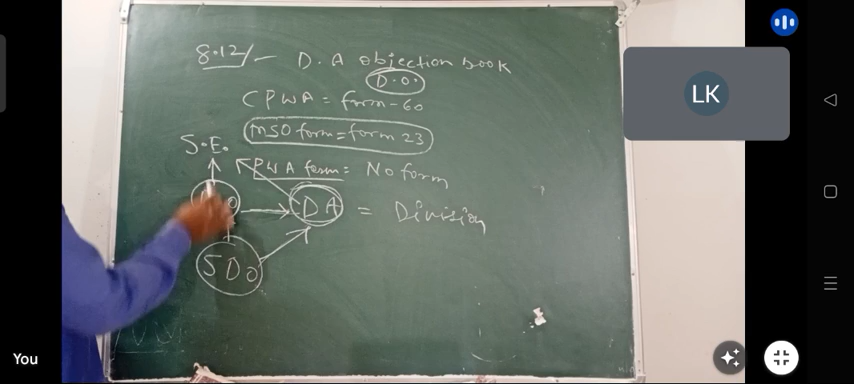 8.12/- D.A objection book
D.O.
CPWA = form-60
MSO form = form 23
S.E.
PWA form = No form
DA = Division
SDO
LK
You